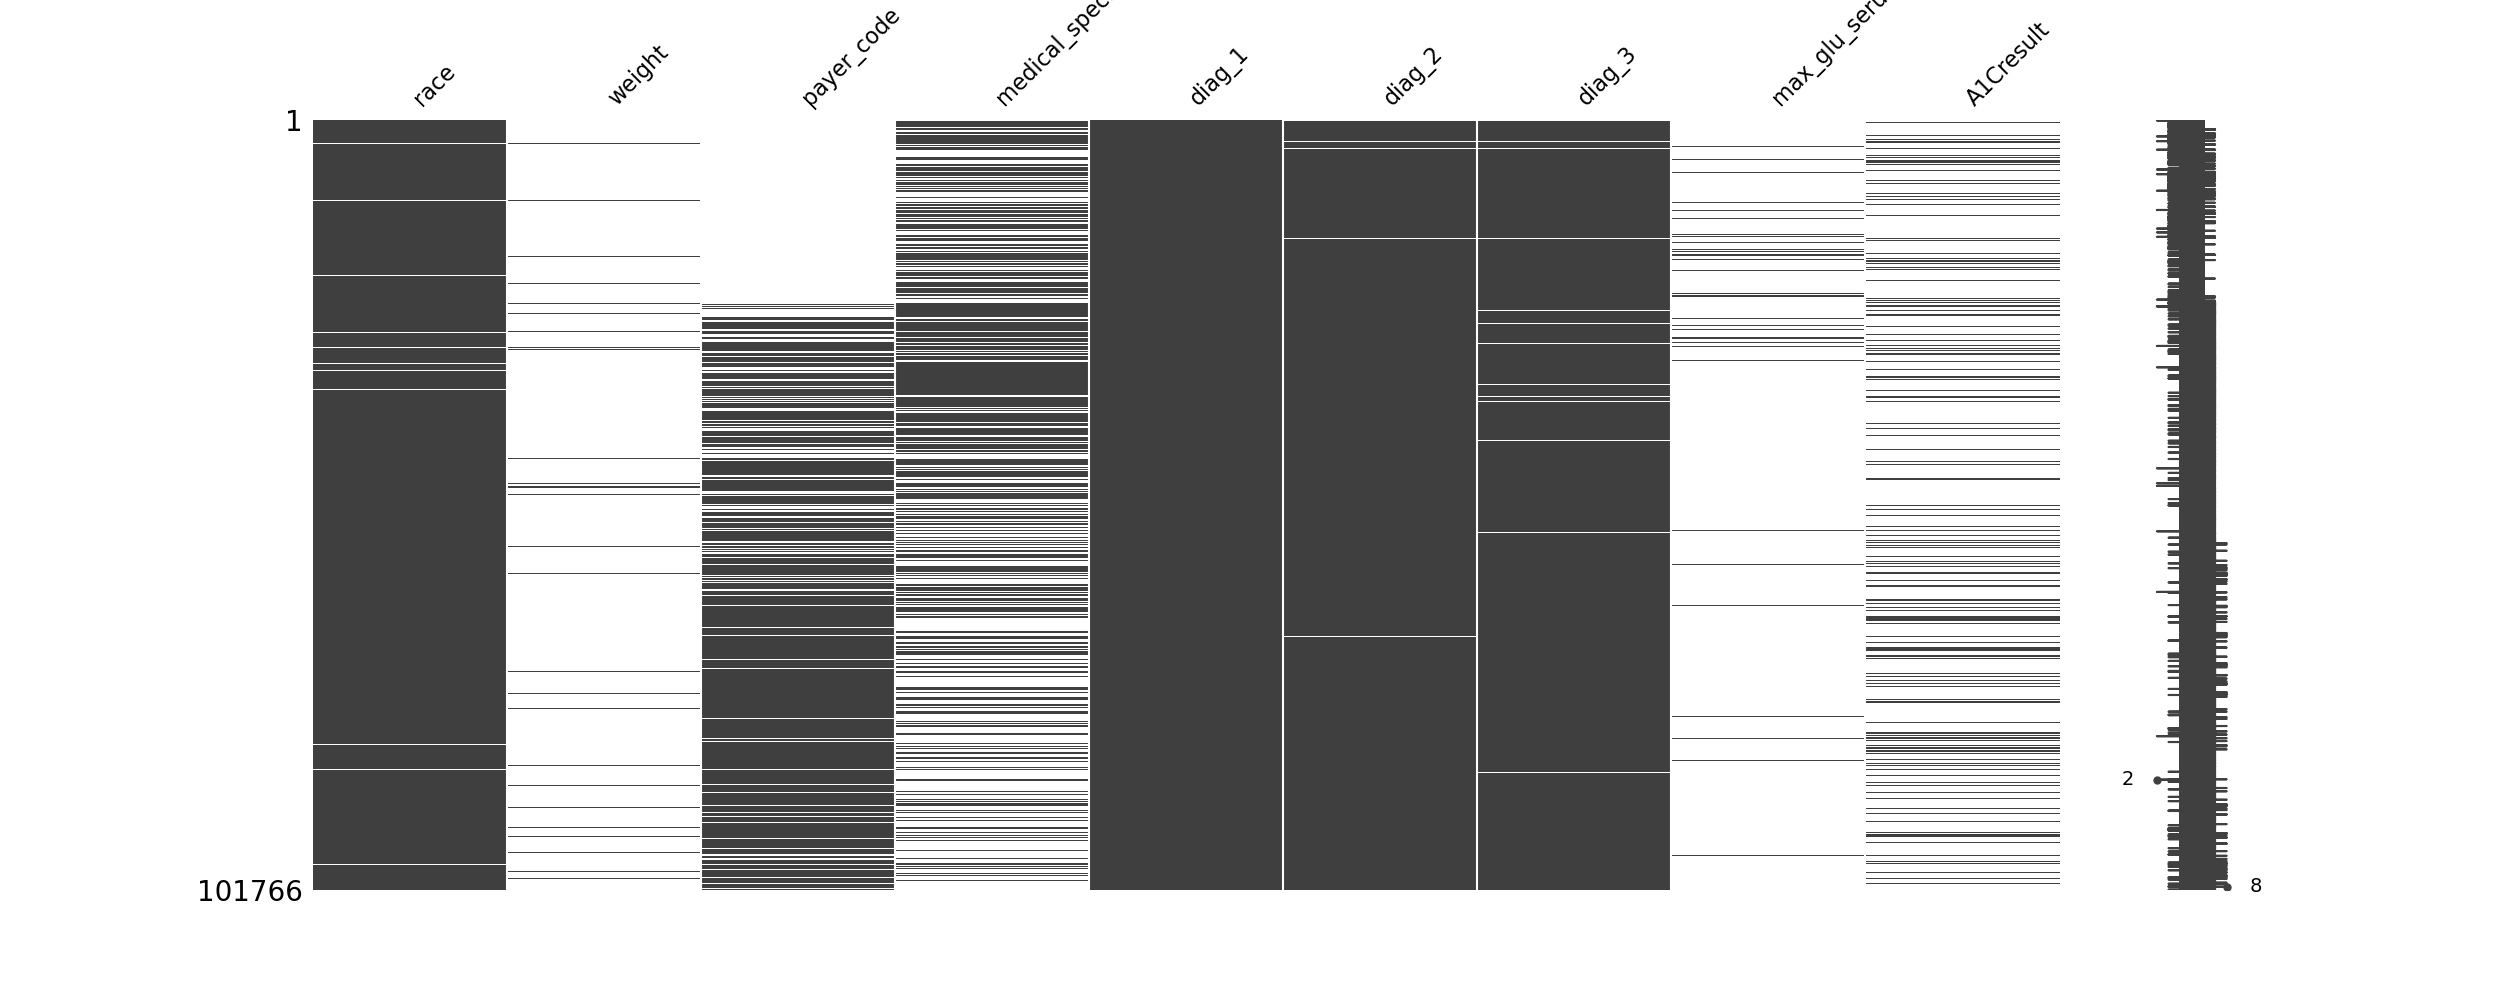 race
weight
payer_code
medical_spec
diag_1
diag_2
diag_3
max_glu_seru
A1Cresult
1
2
101766
8